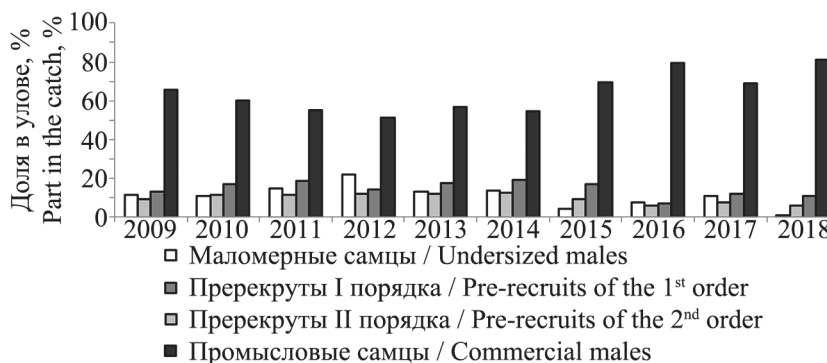 Доля в улове, %
Part in the catch, %
100
80
60
40
20
0
2009 2010 2011 2012 2013 2014 2015 2016 2017 2018
Маломерные самцы / Undersized males
Пререкруты I порядка / Pre-recruits of the 1st order
Пререкруты II порядка / Pre-recruits of the 2nd order
Промысловые самцы / Commercial males